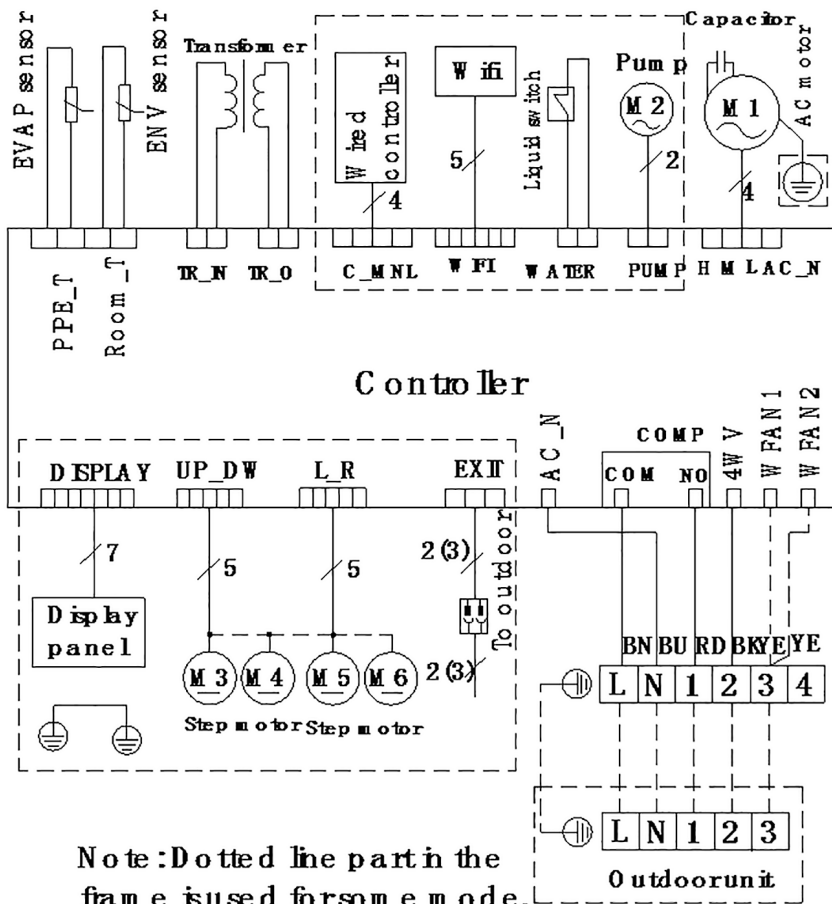 EVAP sensor
ENV sensor
Transformer
Wired controller
4
Wifi
5
Liquid switch
Pump
M2
2
Capacitor
M1
4
AC motor
PPE_T
Room_T
TR_IN
TR_O
C_MNL
WIFI
WATER
PUMP
H M L AC_N
Controller
DISPLAY
UP_DW
L_R
EXIT
AC_N
COMP
COM
NO
4WV
WFAN1
WFAN2
7
5
5
2(3)
To outdoor
Display
panel
M3
M4
M5
M6
2(3)
Step motor
Step motor
BN
BU
RD
BK
YE
YE
L N 1 2 3 4
L N 1 2 3
Outdoor unit
Note:Dotted line part in the
frame is used for some mode.